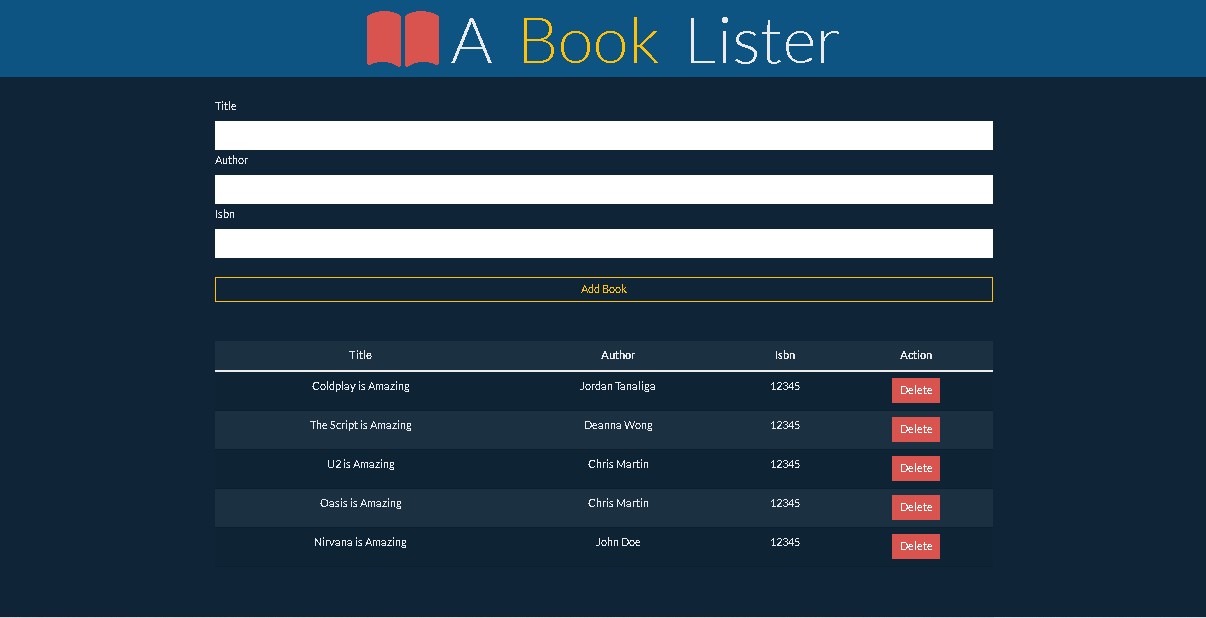 A Book Lister
Title
Author
Isbn
Add Book
Title Author Isbn Action
Coldplay is Amazing Jordan Tanaliga 12345 Delete
The Script is Amazing Deanna Wong 12345 Delete
U2 is Amazing Chris Martin 12345 Delete
Oasis is Amazing Chris Martin 12345 Delete
Nirvana is Amazing John Doe 12345 Delete